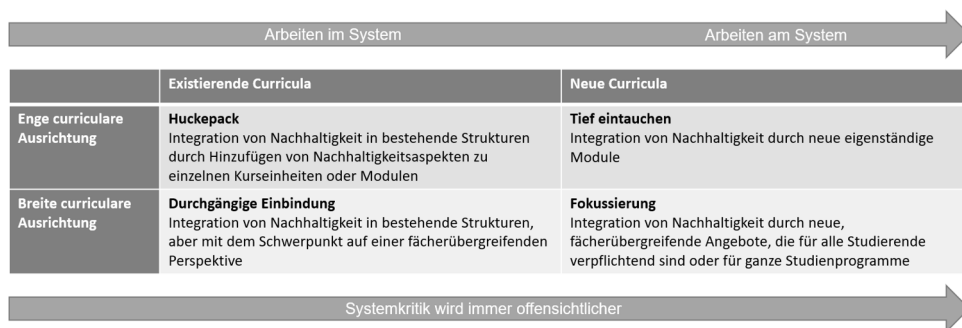 Arbeiten im System Arbeiten am System
Existierende Curricula Neue Curricula
Enge curriculare
Ausrichtung
Huckepack
Integration von Nachhaltigkeit in bestehende Strukturen
durch Hinzufügen von Nachhaltigkeitsaspekten zu
einzelnen Kurseinheiten oder Modulen
Tief eintauchen
Integration von Nachhaltigkeit durch neue eigenständige
Module
Breite curriculare
Ausrichtung
Durchgängige Einbindung
Integration von Nachhaltigkeit in bestehende Strukturen,
aber mit dem Schwerpunkt auf einer fächerübergreifenden
Perspektive
Fokussierung
Integration von Nachhaltigkeit durch neue,
fächerübergreifende Angebote, die für alle Studierende
verpflichtend sind oder für ganze Studienprogramme
Systemkritik wird immer offensichtlicher